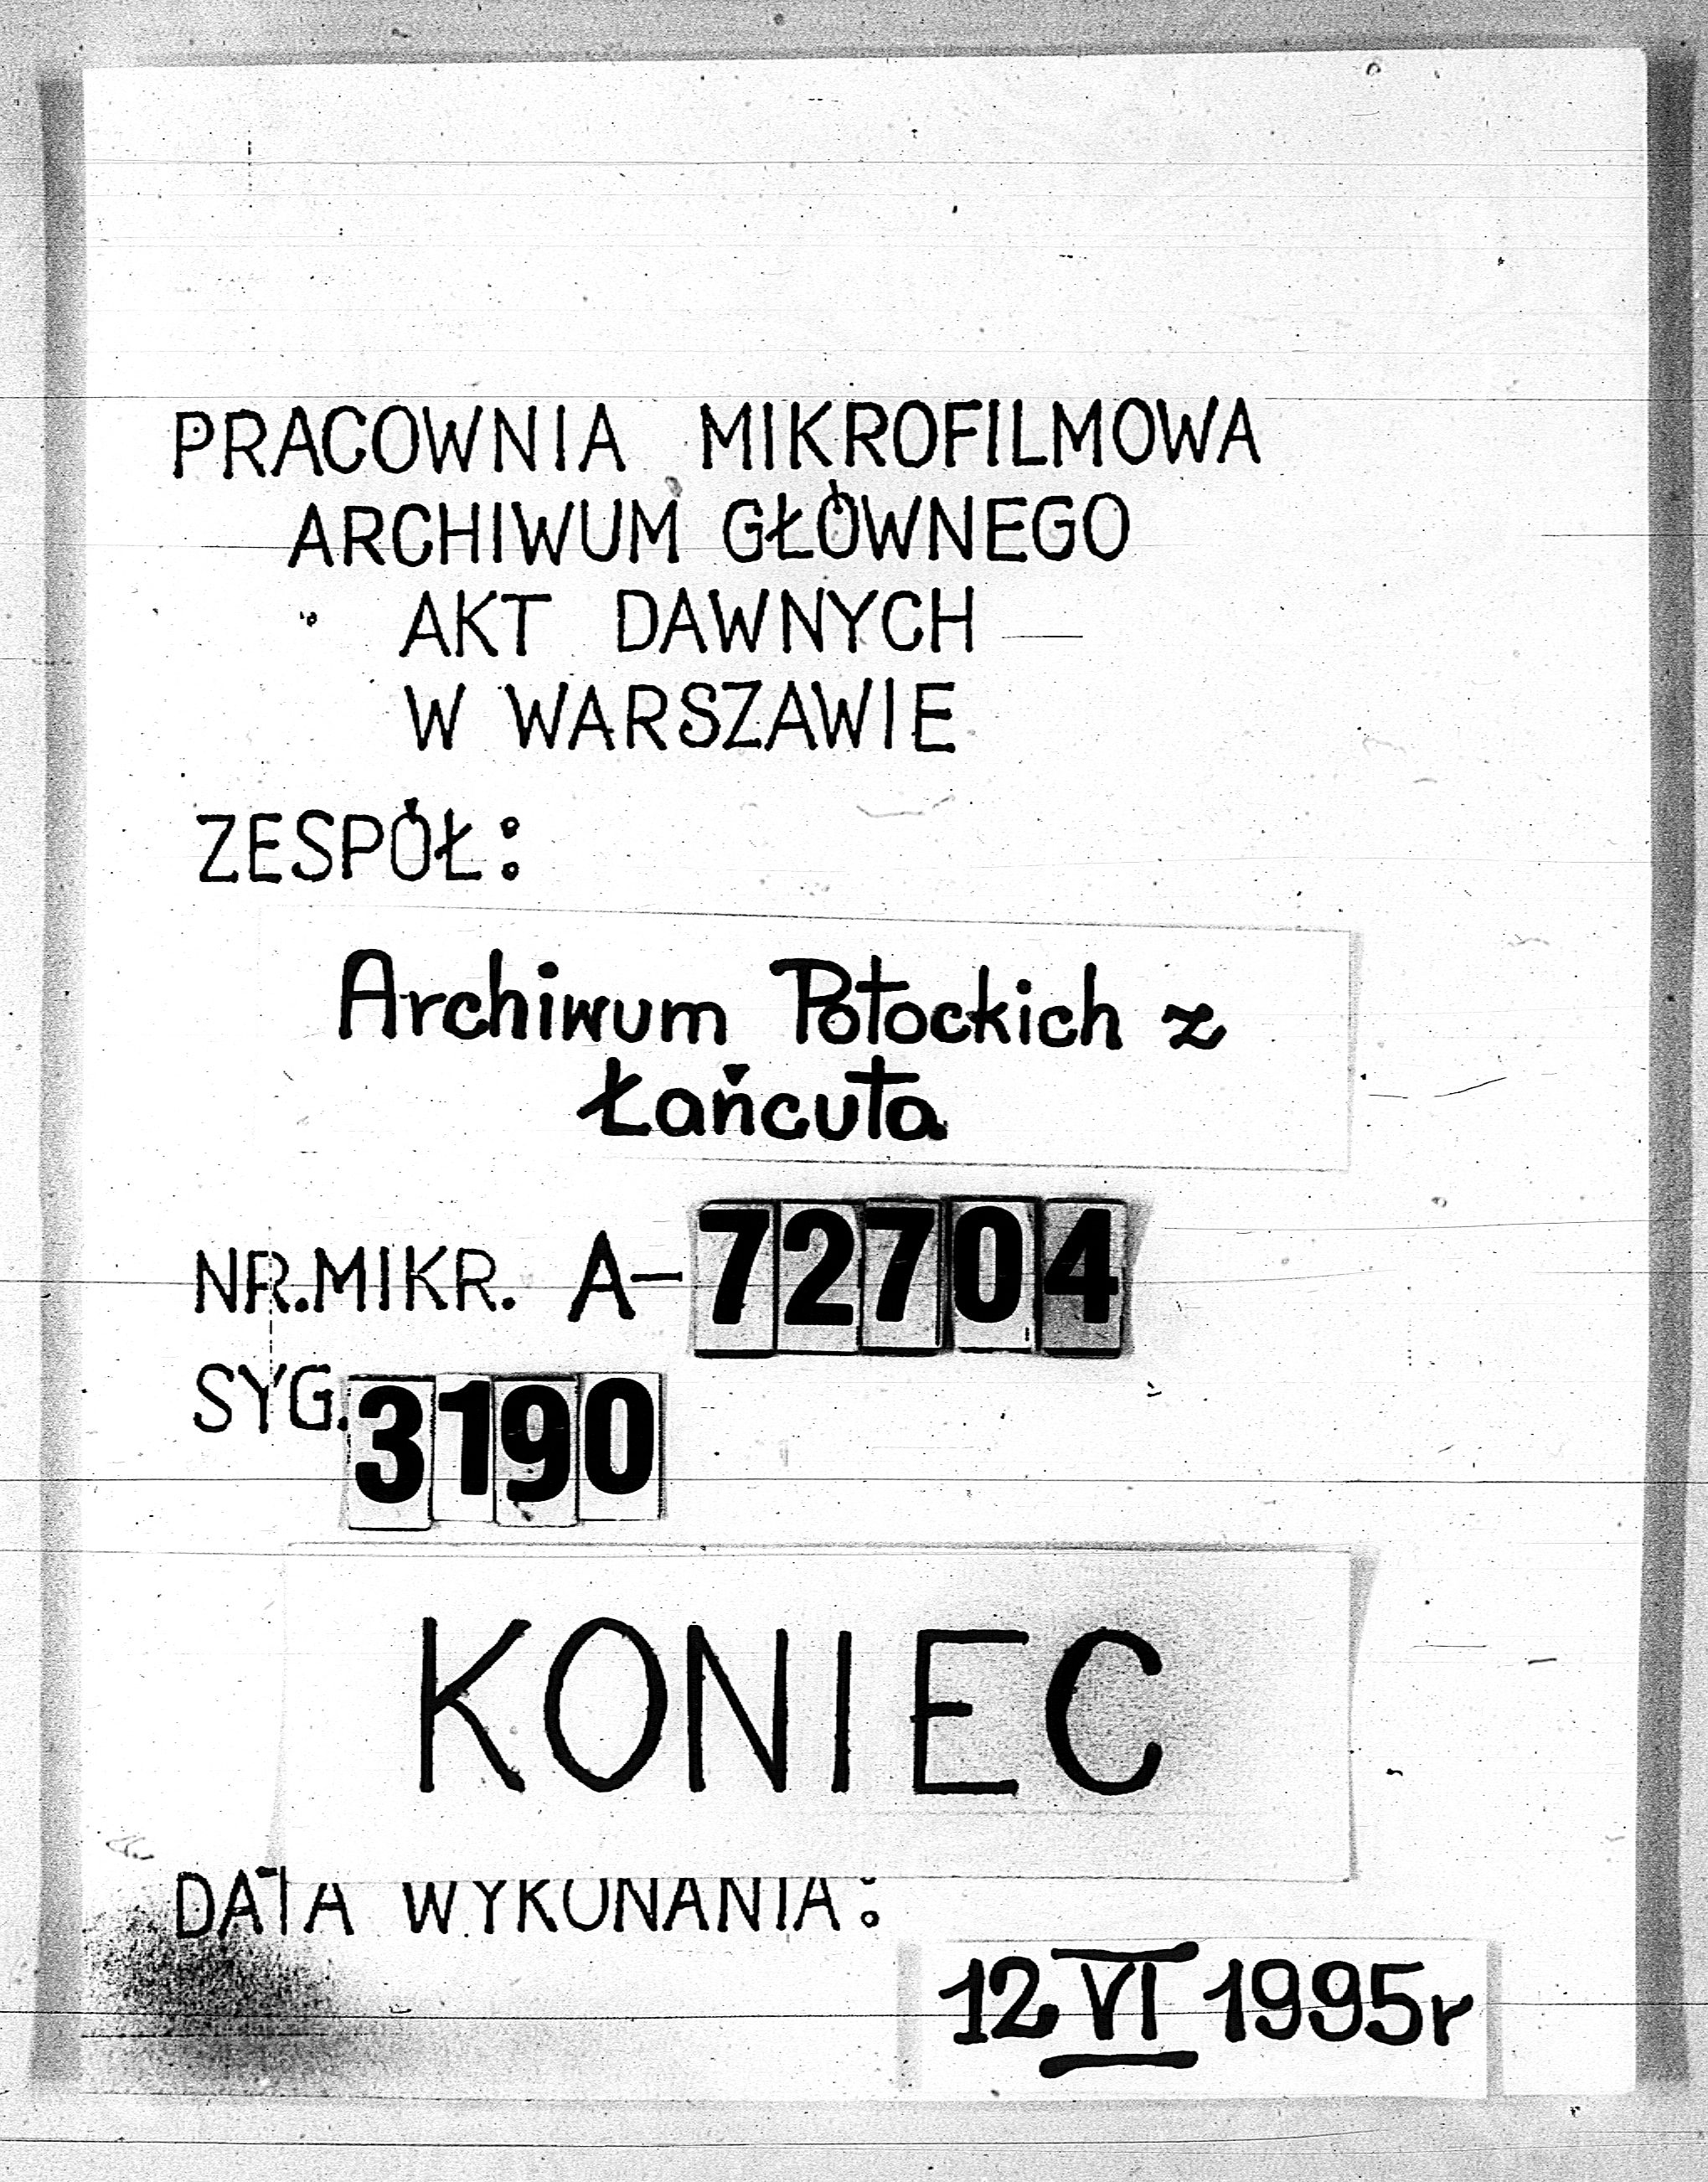 PRACOWNIA MIKROFILMOWA
ARCHIWUM GŁÓWNEGO
AKT DAWNYCH
W WARSZAWIE
ZESPÓŁ:
Archiwum Potockich z
Łańcuta
NR.MIKR. A-72704
SYG.3190
KONIEC
DATA WYKONANIA:
12 VI 1995r